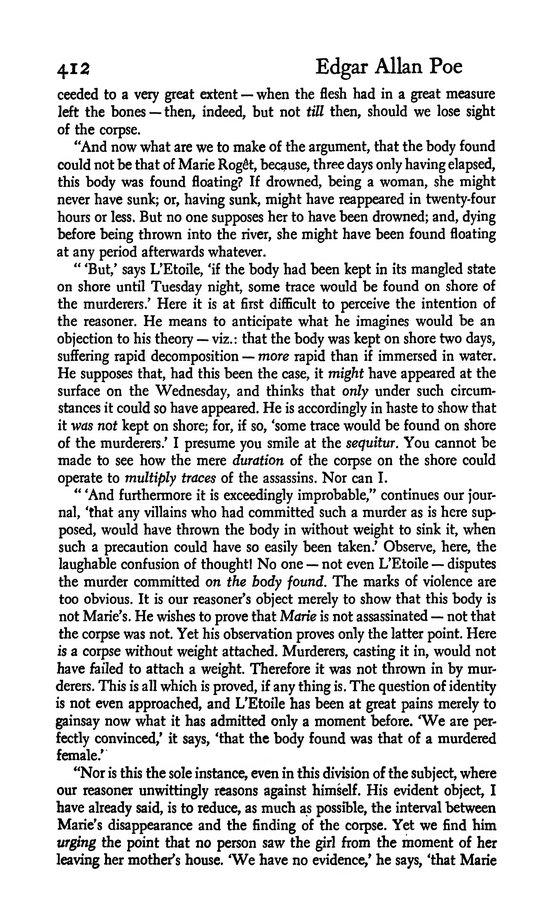 412 Edgar Allan Poe
ceeded to a very great extent — when the flesh had in a great measure
left the bones — then, indeed, but not till then, should we lose sight
of the corpse.
"And now what are we to make of the argument, that the body found
could not be that of Marie Rogêt, because, three days only having elapsed,
this body was found floating? If drowned, being a woman, she might
never have sunk; or, having sunk, might have reappeared in twenty-four
hours or less. But no one supposes her to have been drowned; and, dying
before being thrown into the river, she might have been found floating
at any period afterwards whatever.
" 'But,' says L'Etoile, 'if the body had been kept in its mangled state
on shore until Tuesday night, some trace would be found on shore of
the murderers.' Here it is at first difficult to perceive the intention of
the reasoner. He means to anticipate what he imagines would be an
objection to his theory — viz.: that the body was kept on shore two days,
suffering rapid decomposition — more rapid than if immersed in water.
He supposes that, had this been the case, it might have appeared at the
surface on the Wednesday, and thinks that only under such circum-
stances it could so have appeared. He is accordingly in haste to show that
it was not kept on shore; for, if so, 'some trace would be found on shore
of the murderers.' I presume you smile at the sequitur. You cannot be
made to see how the mere duration of the corpse on the shore could
operate to multiply traces of the assassins. Nor can I.
" 'And furthermore it is exceedingly improbable," continues our jour-
nal, 'that any villains who had committed such a murder as is here sup-
posed, would have thrown the body in without weight to sink it, when
such a precaution could have so easily been taken.' Observe, here, the
laughable confusion of thought! No one — not even L'Etoile — disputes
the murder committed on the body found. The marks of violence are
too obvious. It is our reasoner's object merely to show that this body is
not Marie's. He wishes to prove that Marie is not assassinated — not that
the corpse was not. Yet his observation proves only the latter point. Here
is a corpse without weight attached. Murderers, casting it in, would not
have failed to attach a weight. Therefore it was not thrown in by mur-
derers. This is all which is proved, if any thing is. The question of identity
is not even approached, and L'Etoile has been at great pains merely to
gainsay now what it has admitted only a moment before. 'We are per-
fectly convinced,' it says, 'that the body found was that of a murdered
female.'
"Nor is this the sole instance, even in this division of the subject, where
our reasoner unwittingly reasons against himself. His evident object, I
have already said, is to reduce, as much as possible, the interval between
Marie's disappearance and the finding of the corpse. Yet we find him
urging the point that no person saw the girl from the moment of her
leaving her mother's house. 'We have no evidence,' he says, 'that Marie